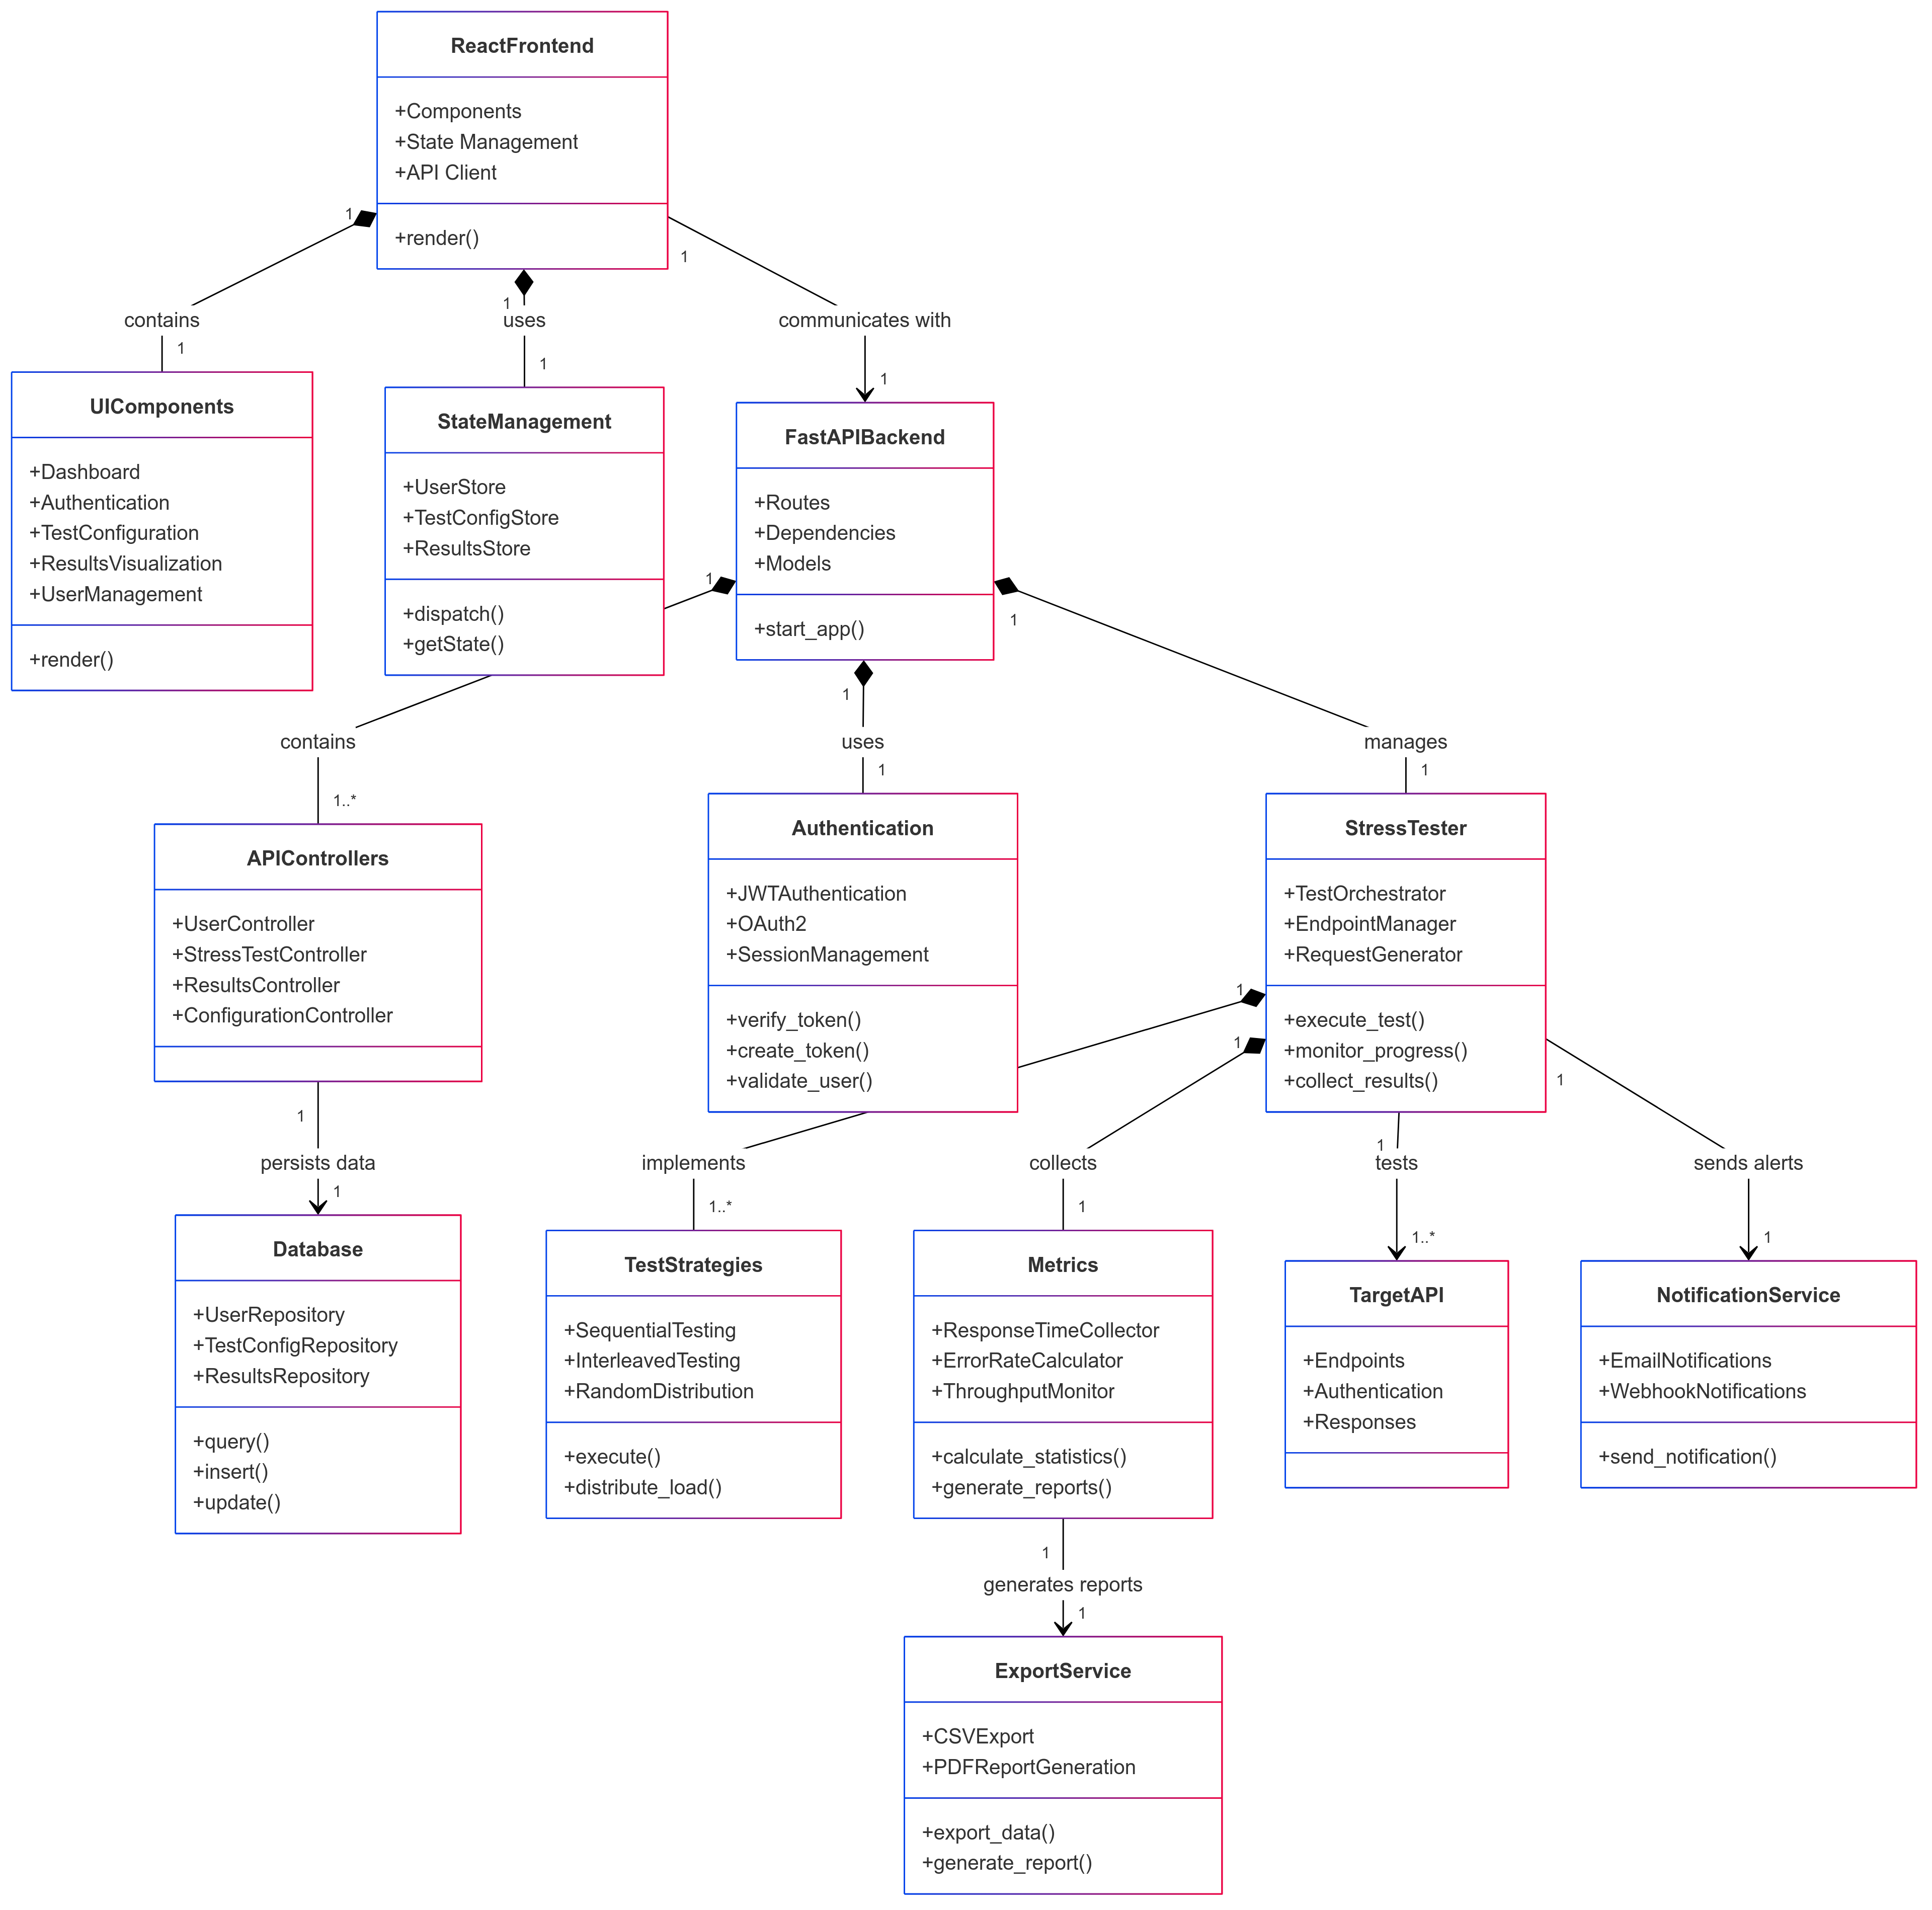 ReactFrontend
+Components
+State Management
+API Client
+render()
1
1
1
contains
uses
communicates with
1
1
1
UIComponents
+Dashboard
+Authentication
+TestConfiguration
+ResultsVisualization
+UserManagement
+render()
StateManagement
+UserStore
+TestConfigStore
+ResultsStore
+dispatch()
+getState()
FastAPIBackend
+Routes
+Dependencies
+Models
+start_app()
1
1
1
contains
uses
manages
1..*
1
1
APIControllers
+UserController
+StressTestController
+ResultsController
+ConfigurationController
Authentication
+JWTAuthentication
+OAuth2
+SessionManagement
+verify_token()
+create_token()
+validate_user()
StressTester
+TestOrchestrator
+EndpointManager
+RequestGenerator
+execute_test()
+monitor_progress()
+collect_results()
1
1
1
1
1
persists data
implements
collects
tests
sends alerts
1
1..*
1
1..*
1
Database
+UserRepository
+TestConfigRepository
+ResultsRepository
+query()
+insert()
+update()
TestStrategies
+SequentialTesting
+InterleavedTesting
+RandomDistribution
+execute()
+distribute_load()
Metrics
+ResponseTimeCollector
+ErrorRateCalculator
+ThroughputMonitor
+calculate_statistics()
+generate_reports()
TargetAPI
+Endpoints
+Authentication
+Responses
NotificationService
+EmailNotifications
+WebhookNotifications
+send_notification()
1
generates reports
1
ExportService
+CSVExport
+PDFReportGeneration
+export_data()
+generate_report()